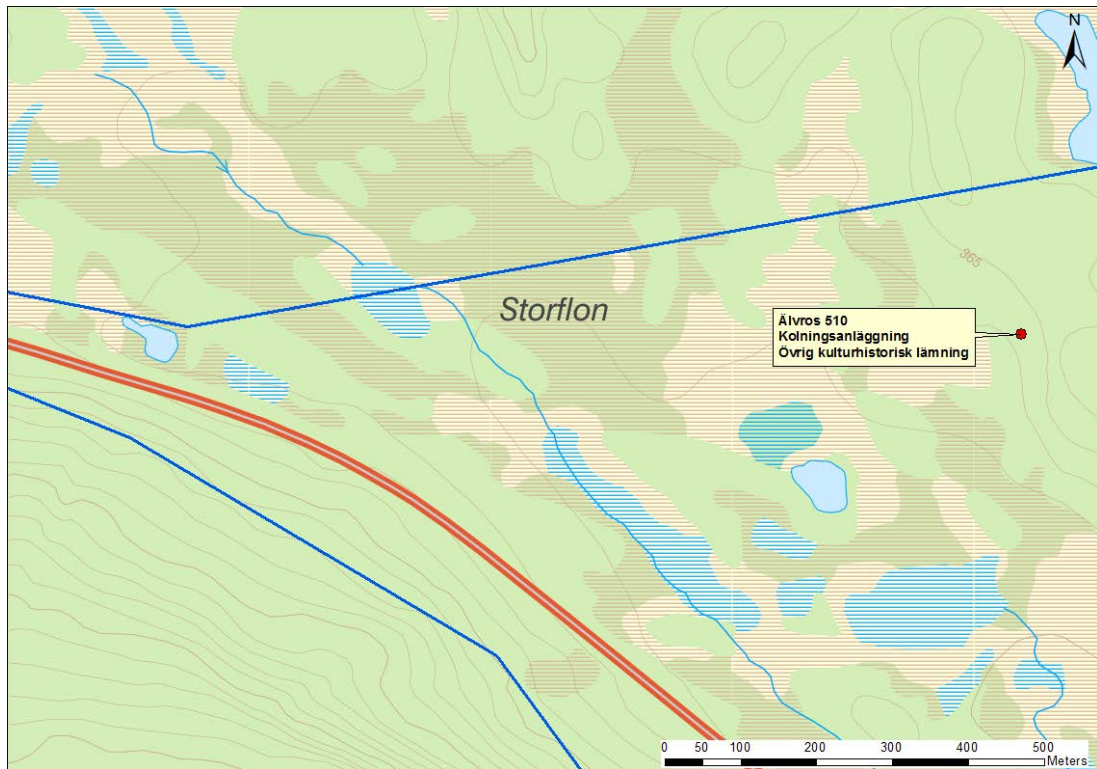 N
365
Storflon
Älvros 510
Kolningsanläggning
Övrig kulturhistorisk lämning
0 50 100 200 300 400 500
Meters